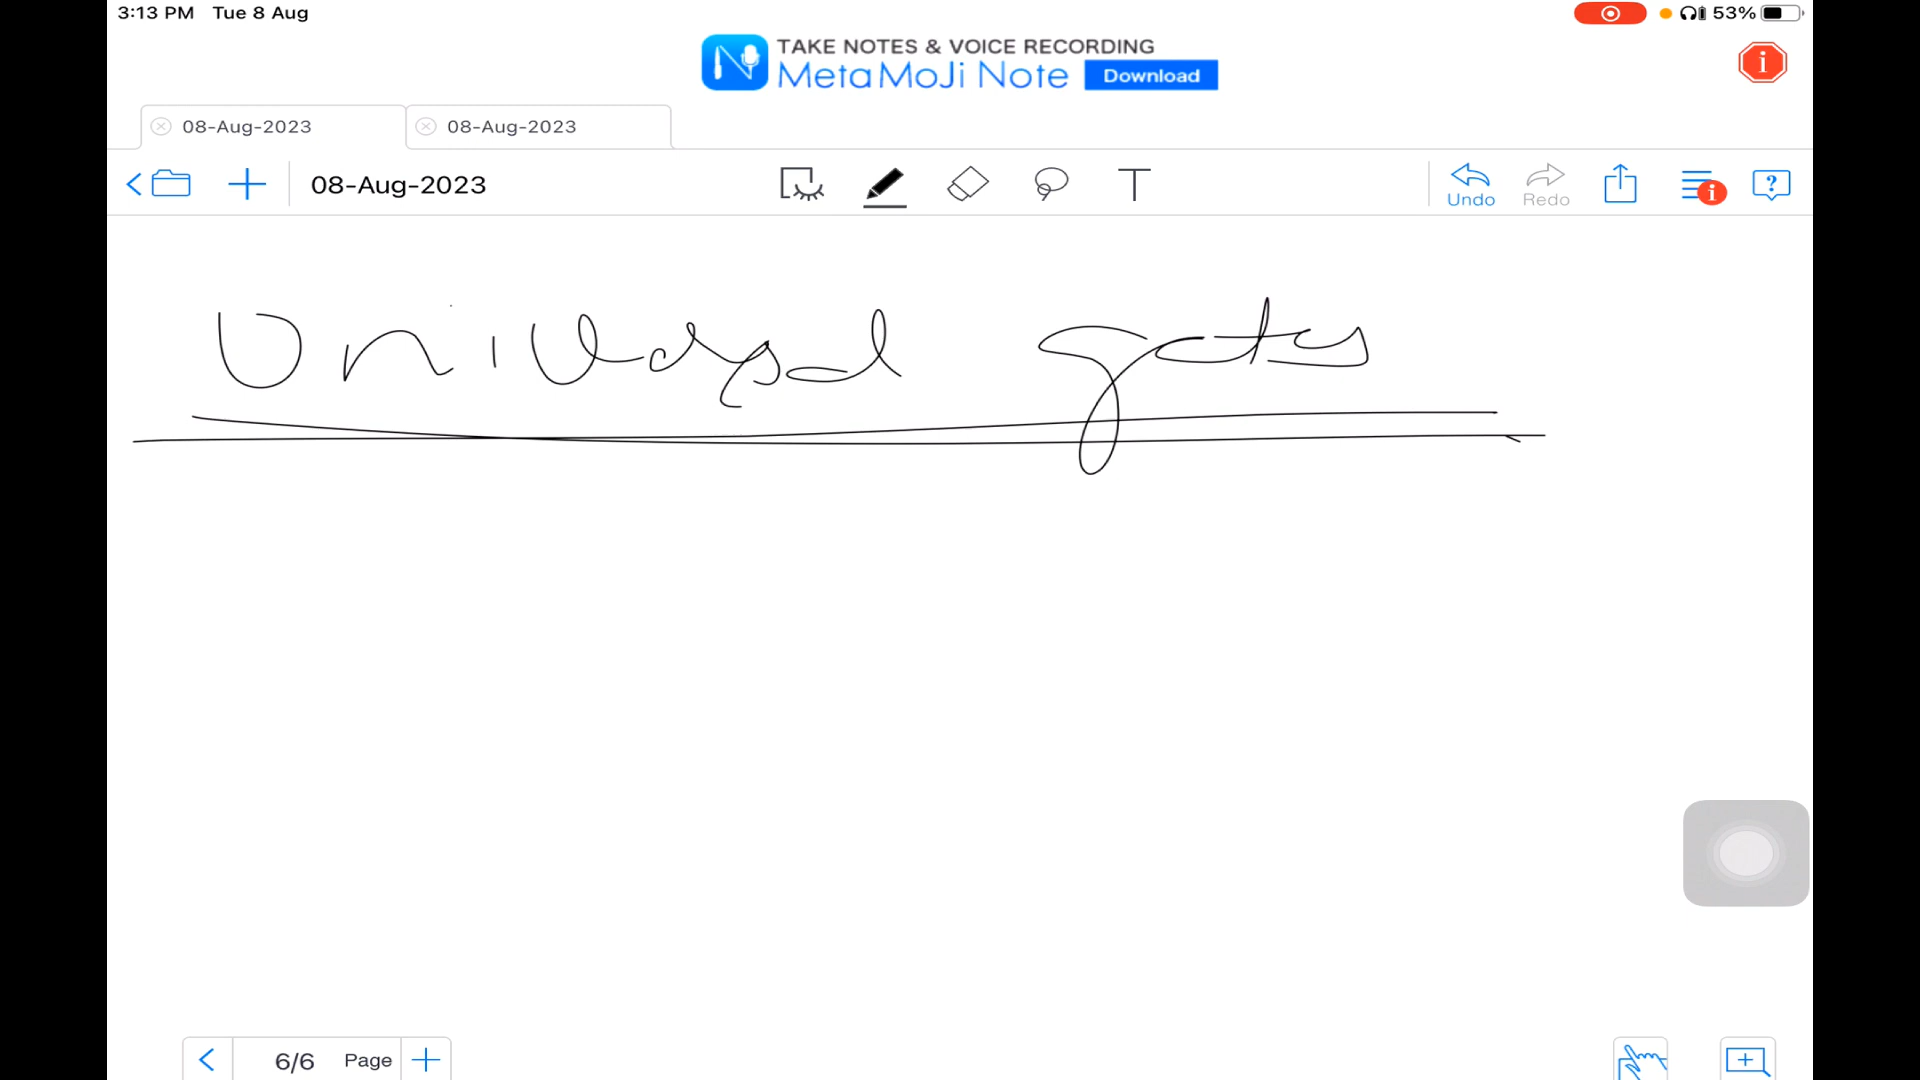 3:13 PM Tue 8 Aug 53%
TAKE NOTES & VOICE RECORDING
MetaMoJi Note Download
08-Aug-2023 08-Aug-2023
08-Aug-2023 T Undo Redo
Universal gates
6/6 Page